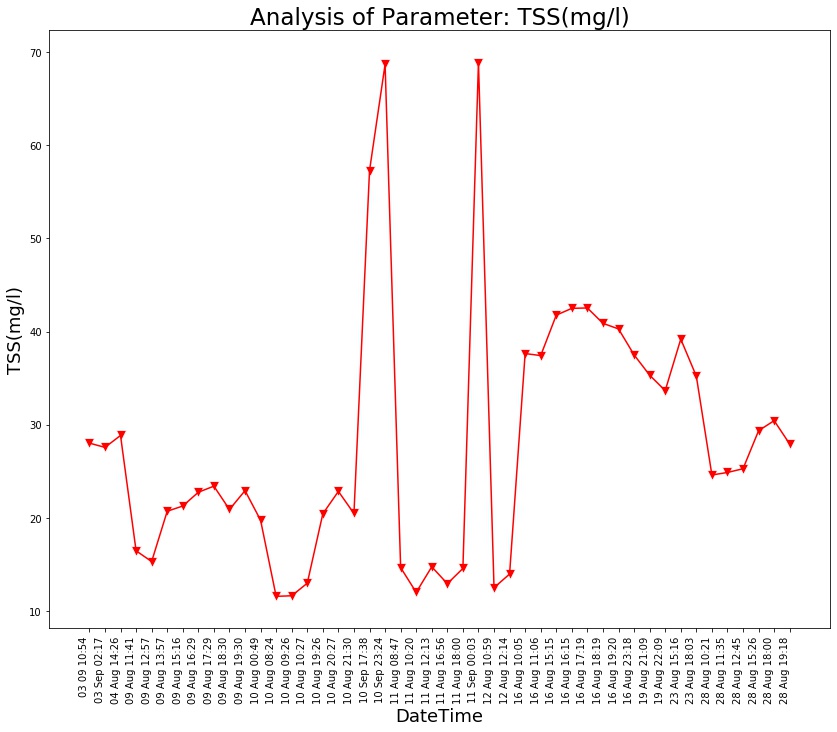 Analysis of Parameter: TSS(mg/l)
70
60
50
40
30
20
10
TSS(mg/l)
03 09 10:54
03 Sep 02:17
04 Aug 14:26
09 Aug 11:41
09 Aug 12:57
09 Aug 13:57
09 Aug 15:16
09 Aug 16:29
09 Aug 17:29
09 Aug 18:30
09 Aug 19:30
10 Aug 00:49
10 Aug 08:24
10 Aug 09:26
10 Aug 10:27
10 Aug 19:26
10 Aug 20:27
10 Aug 21:30
10 Sep 17:38
10 Sep 23:24
11 Aug 08:47
11 Aug 10:20
11 Aug 12:13
11 Aug 16:56
11 Aug 18:00
11 Sep 00:03
12 Aug 10:59
12 Aug 12:14
16 Aug 10:05
16 Aug 11:06
16 Aug 15:15
16 Aug 16:15
16 Aug 17:19
16 Aug 18:19
16 Aug 19:20
16 Aug 23:18
19 Aug 21:09
19 Aug 22:09
23 Aug 15:16
23 Aug 18:03
28 Aug 10:21
28 Aug 11:35
28 Aug 12:45
28 Aug 15:26
28 Aug 18:00
28 Aug 19:18
DateTime